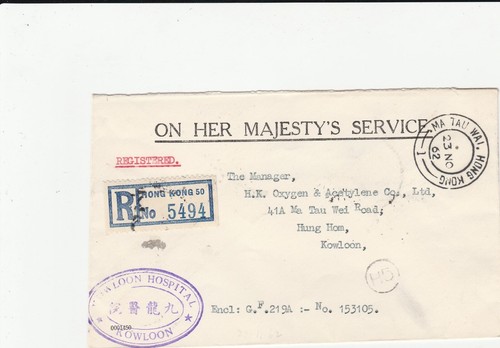 ON HER MAJESTY'S SERVICE.
MA TAU WAI, HONG KONG
23 NO
62
1
REGISTERED.
The Manager,
H.K. Oxygen & Acetylene Co., Ltd,
41A Ma Tau Wei Road;
Hung Hom,
Kowloon,
HONG KONG 50
R No 5494
KOWLOON HOSPITAL
院醫龍九
0001350
KOWLOON
Encl: G.F.219A :- No. 153105.